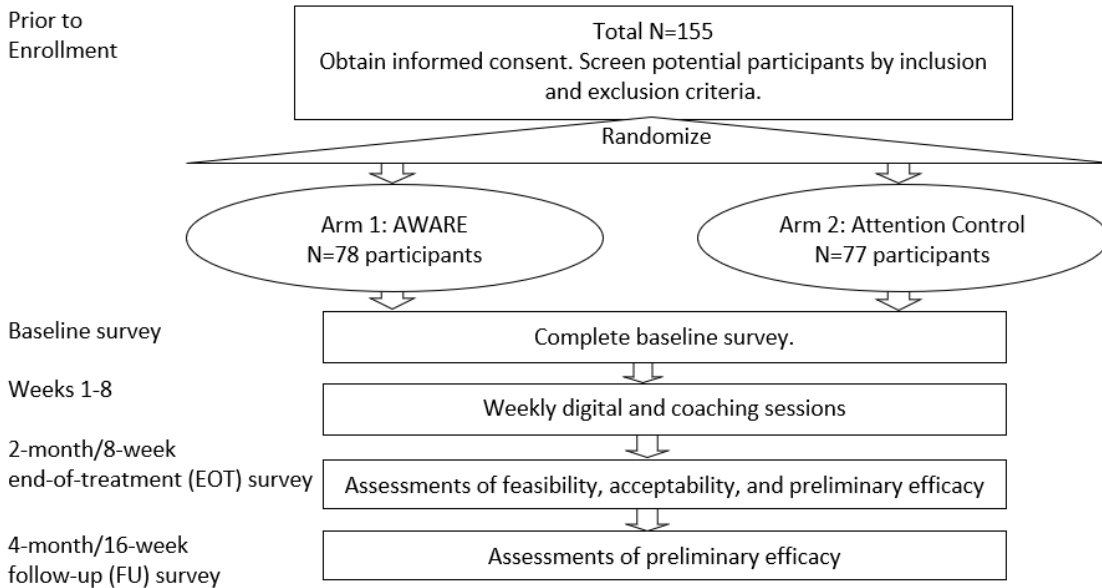 Prior to
Enrollment
Total N=155
Obtain informed consent. Screen potential participants by inclusion
and exclusion criteria.
Randomize
Arm 1: AWARE
N=78 participants
Arm 2: Attention Control
N=77 participants
Baseline survey
Complete baseline survey.
Weeks 1-8
Weekly digital and coaching sessions
2-month/8-week
end-of-treatment (EOT) survey
Assessments of feasibility, acceptability, and preliminary efficacy
4-month/16-week
follow-up (FU) survey
Assessments of preliminary efficacy